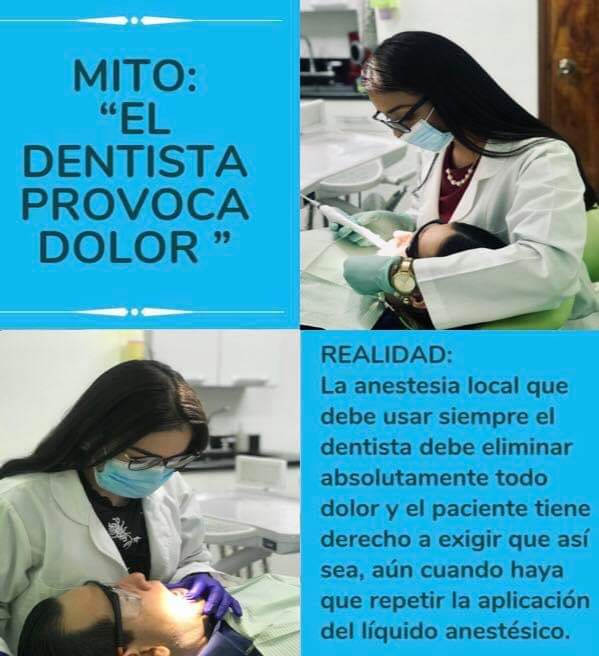 MITO:
“EL
DENTISTA
PROVOCA
DOLOR ”
REALIDAD:
La anestesia local que
debe usar siempre el
dentista debe eliminar
absolutamente todo
dolor y el paciente tiene
derecho a exigir que así
sea, aún cuando haya
que repetir la aplicación
del líquido anestésico.